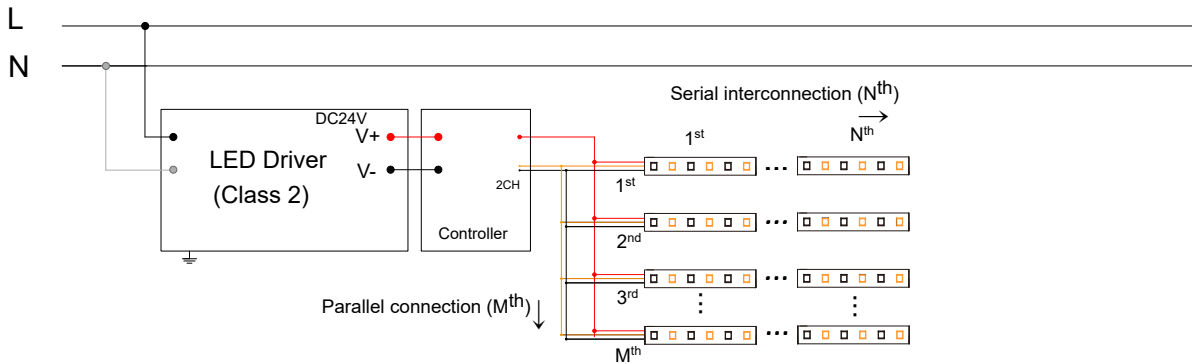 L
N
Serial interconnection (Nth)
1st
Nth
DC24V
V+
LED Driver
(Class 2)
V-
2CH
Controller
1st
...
2nd
...
3rd
...
Parallel connection (Mth)
Mth
...